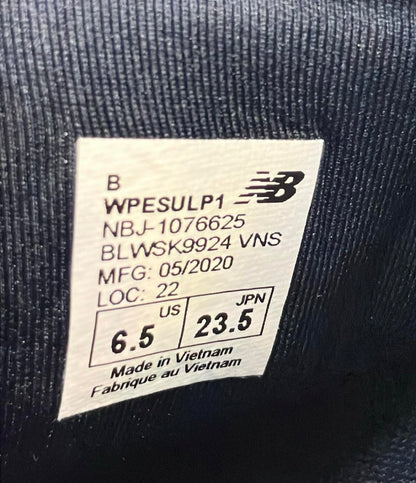 B
WPESULP1 NB
NBJ-1076625
BLWSK9924 VNS
MFG: 05/2020
LOC: 22
US JPN
6.5 23.5
Made in Vietnam
Fabrique au Vietnam